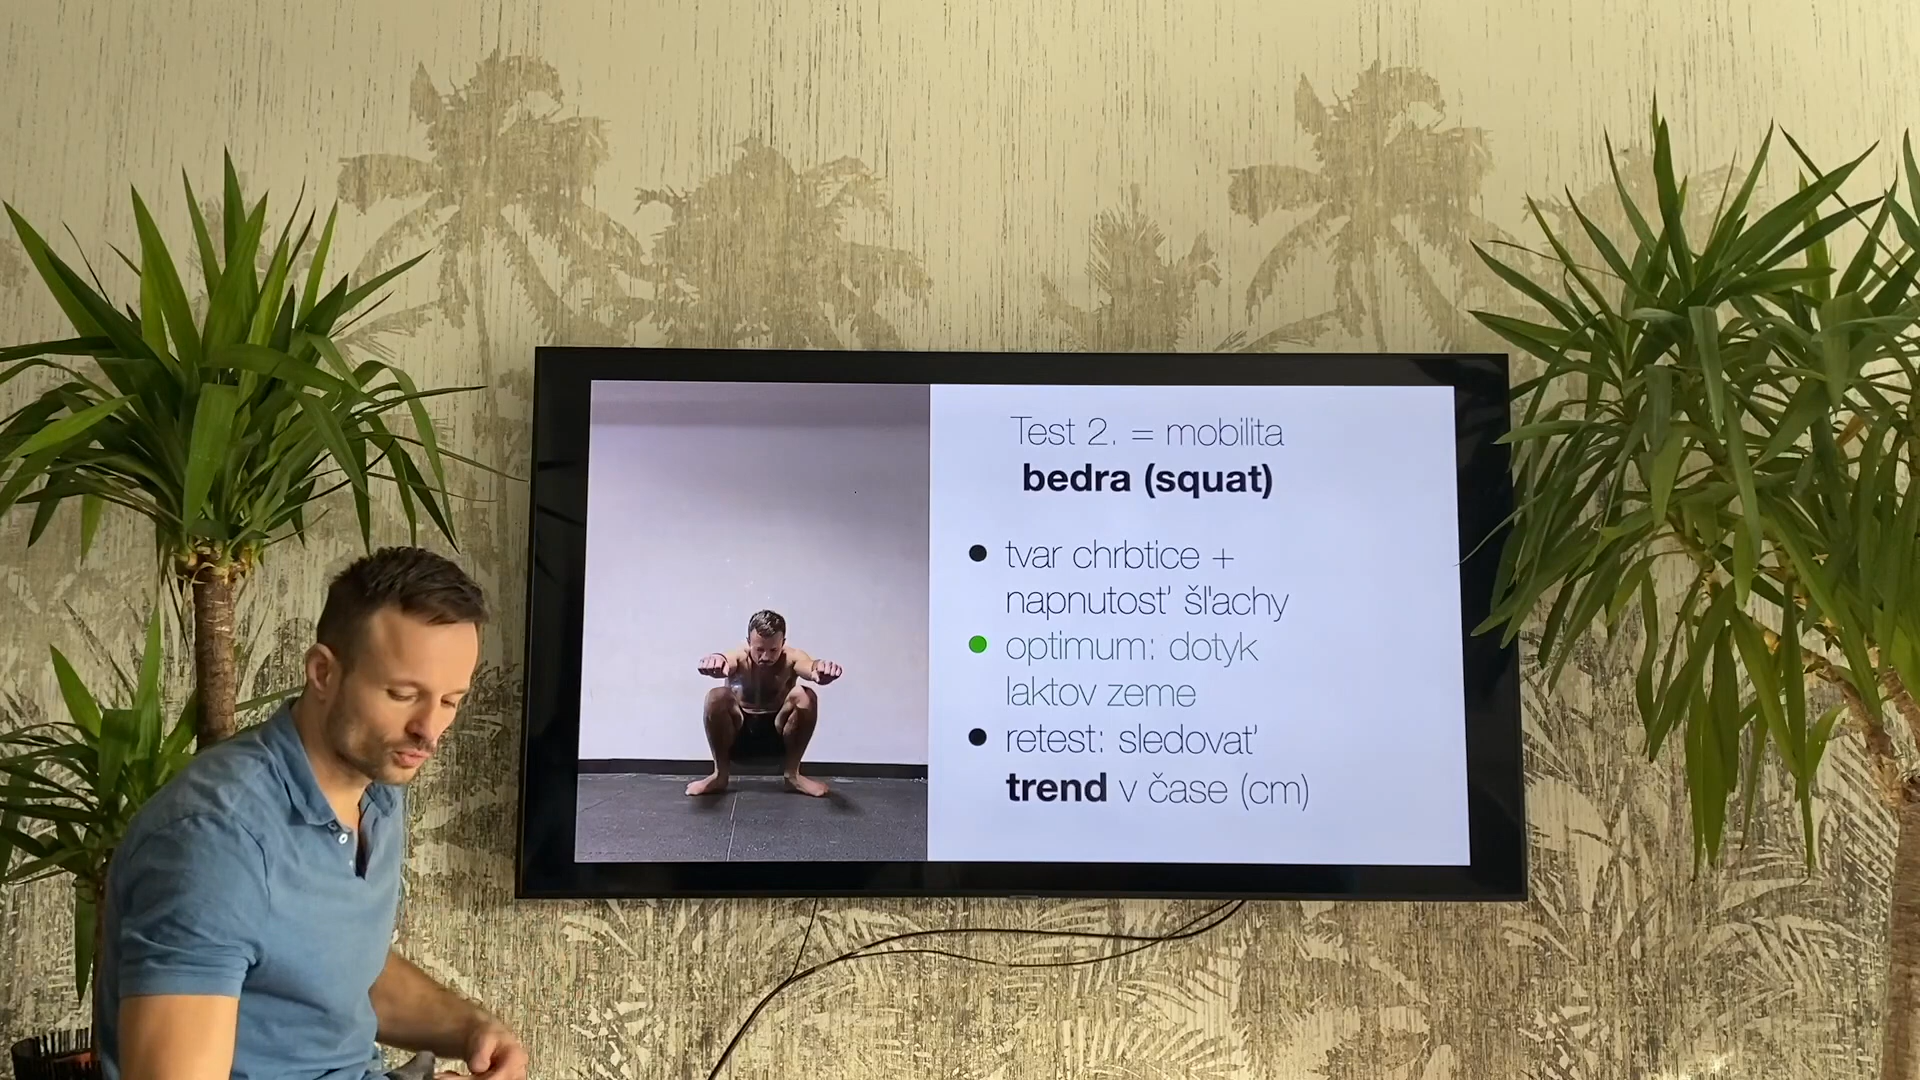 Test 2. = mobilita
bedra (squat)
tvar chrbtice +
napnutosť šľachy
optimum: dotyk
laktov zeme
retest: sledovať
trend v čase (cm)